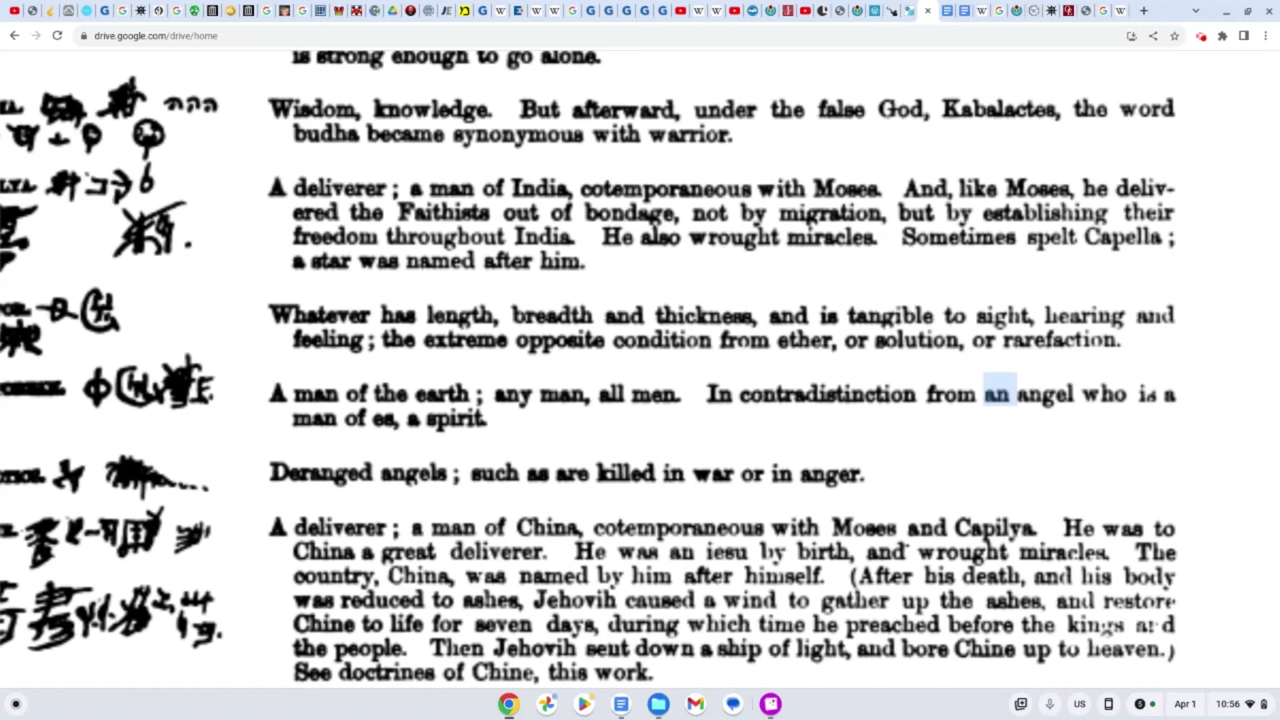 drive.google.com/drive/home
is strong enough to go alone.
Wisdom, knowledge. But afterward, under the false God, Kabalactes, the word
budha became synonymous with warrior.
A deliverer; a man of India, cotemporaneous with Moses. And, like Moses, he deliv-
ered the Faithists out of bondage, not by migration, but by establishing their
freedom throughout India. He also wrought miracles. Sometimes spelt Capella;
a star was named after him.
Whatever has length, breadth and thickness, and is tangible to sight, hearing and
feeling; the extreme opposite condition from ether, or solution, or rarefaction.
A man of the earth; any man, all men. In contradistinction from an angel who is a
man of es, a spirit.
Deranged angels; such as are killed in war or in anger.
A deliverer; a man of China, cotemporaneous with Moses and Capilya. He was to
China a great deliverer. He was an iesu by birth, and wrought miracles. The
country, China, was named by him after himself. (After his death, and his body
was reduced to ashes, Jehovih caused a wind to gather up the ashes, and restore
Chine to life for seven days, during which time he preached before the kings and
the people. Then Jehovih sent down a ship of light, and bore Chine up to heaven.)
See doctrines of Chine, this work.
US
Apr 1
10:56